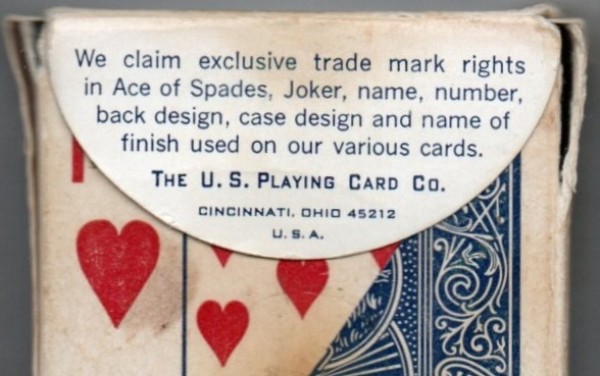 We claim exclusive trade mark rights
in Ace of Spades, Joker, name, number,
back design, case design and name of
finish used on our various cards.
THE U. S. PLAYING CARD CO.
CINCINNATI, OHIO 45212
U. S. A.